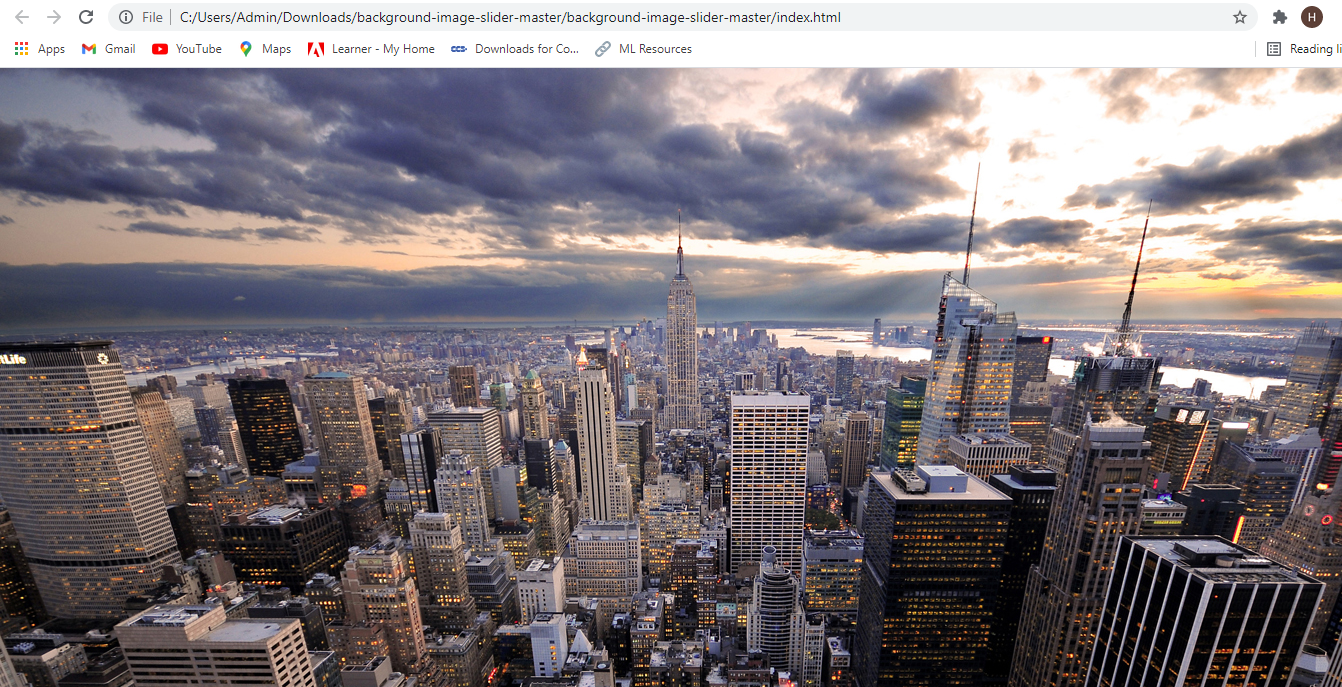 File C:/Users/Admin/Downloads/background-image-slider-master/background-image-slider-master/index.html H
Apps Gmail YouTube Maps Learner - My Home Downloads for Co... ML Resources Reading li
tLife